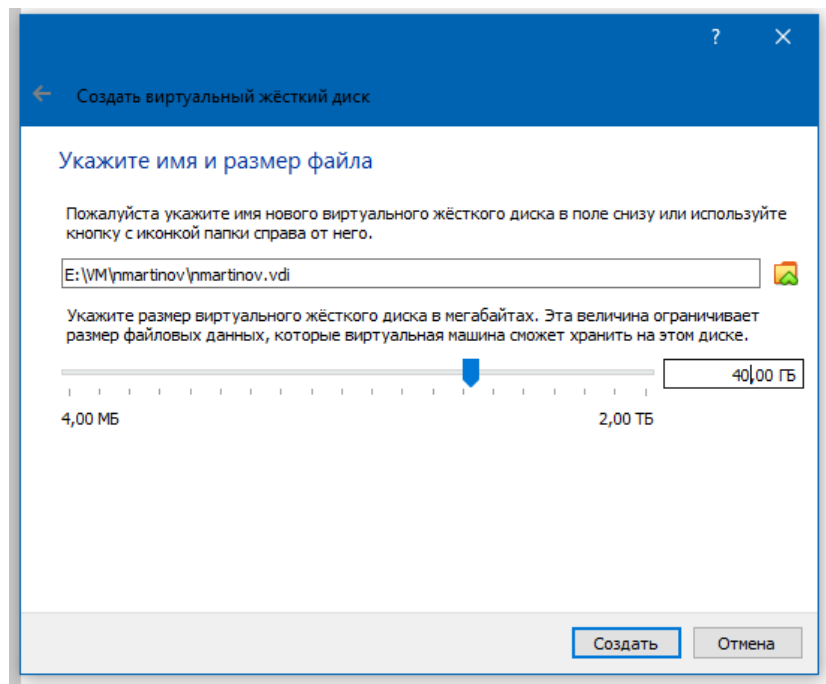 ?
Создать виртуальный жёсткий диск
Укажите имя и размер файла
Пожалуйста укажите имя нового виртуального жёсткого диска в поле снизу или используйте
кнопку с иконкой папки справа от него.
E:\VM\nmartinov\nmartinov.vdi
Укажите размер виртуального жёсткого диска в мегабайтах. Эта величина ограничивает
размер файловых данных, которые виртуальная машина сможет хранить на этом диске.
40,00 ГБ
4,00 МБ 2,00 ТБ
Создать Отмена